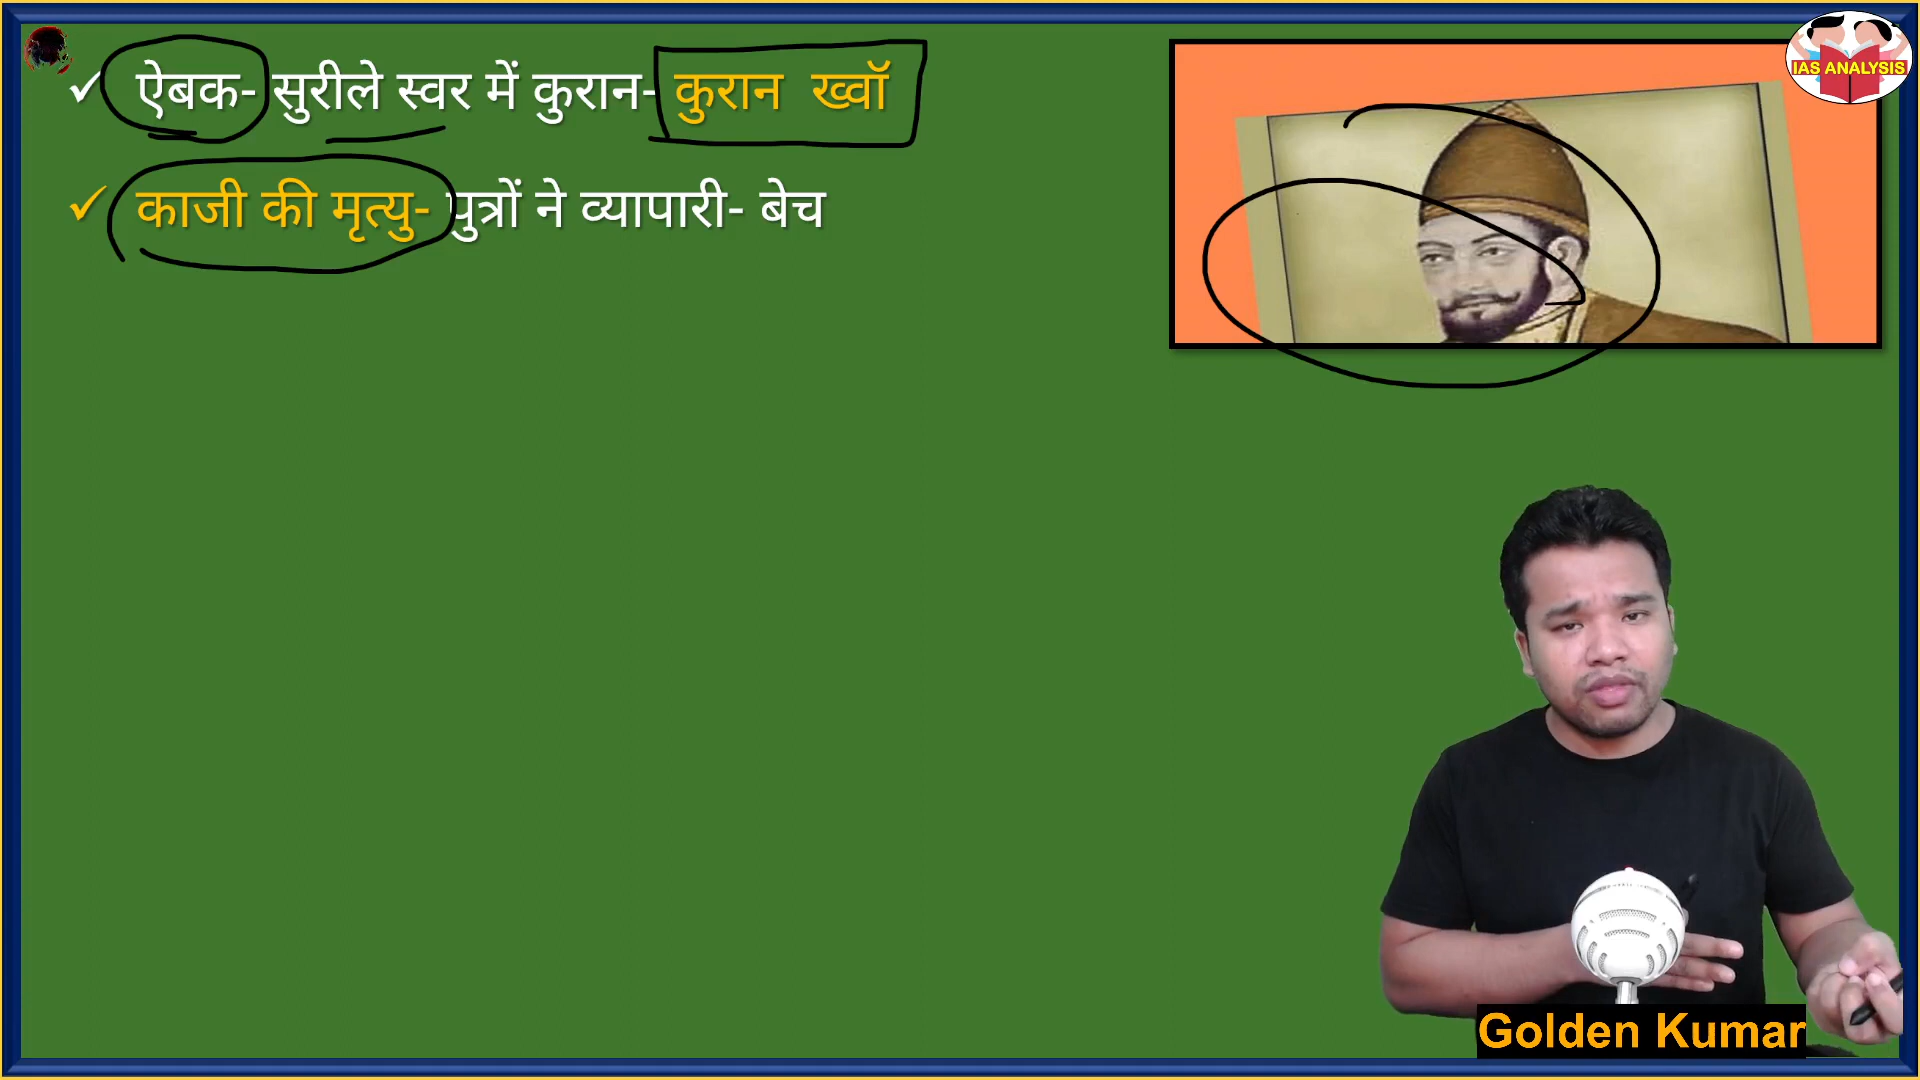 ऐबक- सुरीले स्वर में कुरान- कुरान ख्वॉ
काजी की मृत्यु- पुत्रों ने व्यापारी- बेच
IAS ANALYSIS
Golden Kumar